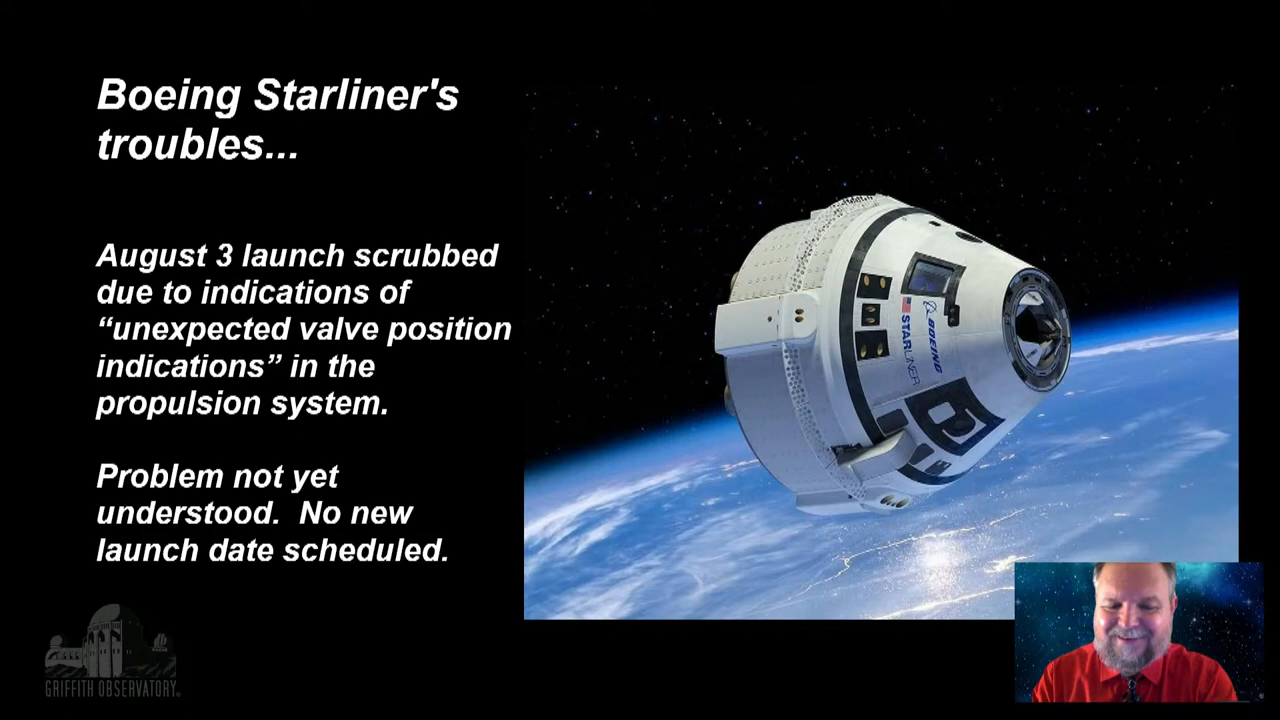 Boeing Starliner's
troubles...
August 3 launch scrubbed
due to indications of
“unexpected valve position
indications” in the
propulsion system.
Problem not yet
understood.  No new
launch date scheduled.
BOEING
STARLINER
GRIFFITH OBSERVATORY